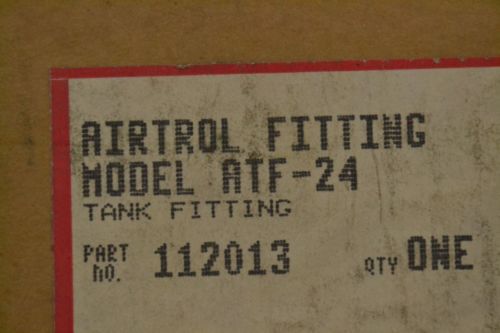 AIRTROL FITTING
MODEL ATF-24
TANK FITTING
PART NO. 112013 QTY ONE